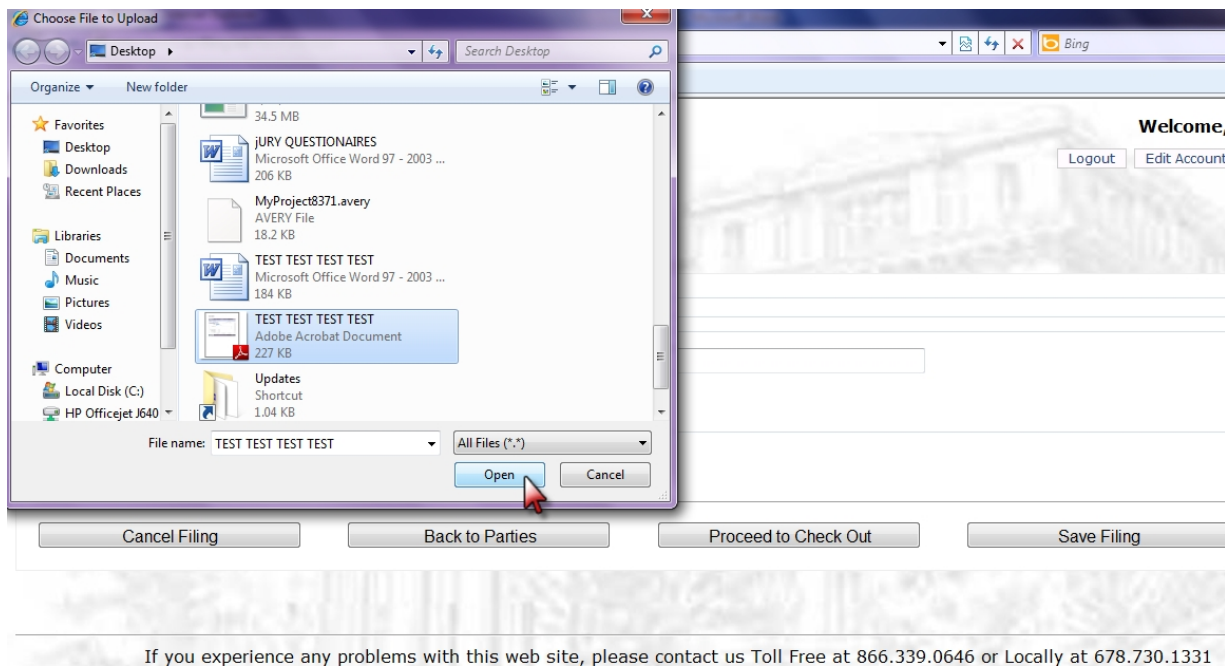 Choose File to Upload
Desktop
Search Desktop
Bing
Organize
New folder
Welcome,
Logout
Edit Account
Favorites
Desktop
Downloads
Recent Places
Libraries
Documents
Music
Pictures
Videos
Computer
Local Disk (C:)
HP Officejet J640
34.5 MB
jURY QUESTIONAIRES
Microsoft Office Word 97 - 2003 ...
206 KB
MyProject8371.avery
AVERY File
18.2 KB
TEST TEST TEST TEST
Microsoft Office Word 97 - 2003 ...
184 KB
TEST TEST TEST TEST
Adobe Acrobat Document
227 KB
Updates
Shortcut
1.04 KB
File name: TEST TEST TEST TEST
All Files (*.*)
Open
Cancel
Cancel Filing
Back to Parties
Proceed to Check Out
Save Filing
If you experience any problems with this web site, please contact us Toll Free at 866.339.0646 or Locally at 678.730.1331